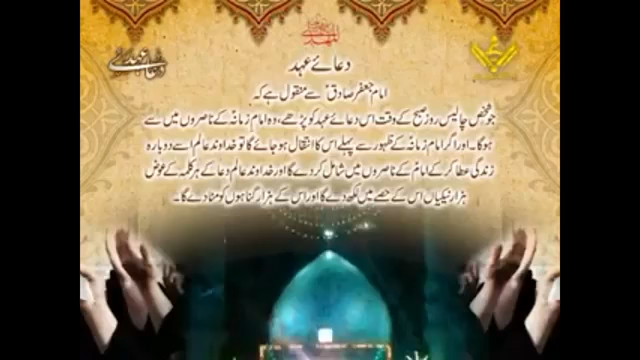 دعائے عہد
دعائے عہد
امام جعفر صادقؑ سے منقول ہے کہ
جو شخص چالیس روز صبح کے وقت اس دعائے عہد کو پڑھے، وہ امام زمانہؑ کے ناصروں میں سے
ہوگا۔ اور اگر امام زمانہؑ کے ظہور سے پہلے اس کا انتقال ہو جائے گا تو خداوند عالم اسے دوبارہ
زندگی عطا کر کے امامؑ کے ناصروں میں شامل کر دے گا اور خداوند عالم دعا کے ہر کلمہ کے عوض
ہزار نیکیاں اس کے حصے میں لکھ دے گا اور اس کے ہزار گناہوں کو مٹا دے گا۔